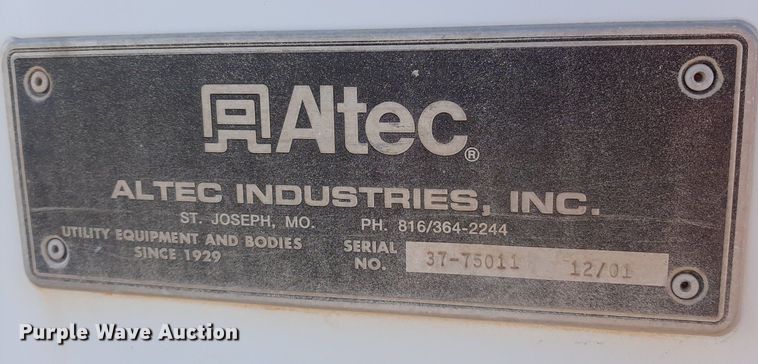 Altec®
ALTEC INDUSTRIES, INC.
ST. JOSEPH, MO. PH. 816/364-2244
UTILITY EQUIPMENT AND BODIES
SINCE 1929
SERIAL
NO. 37-75011 12/01
Purple Wave Auction